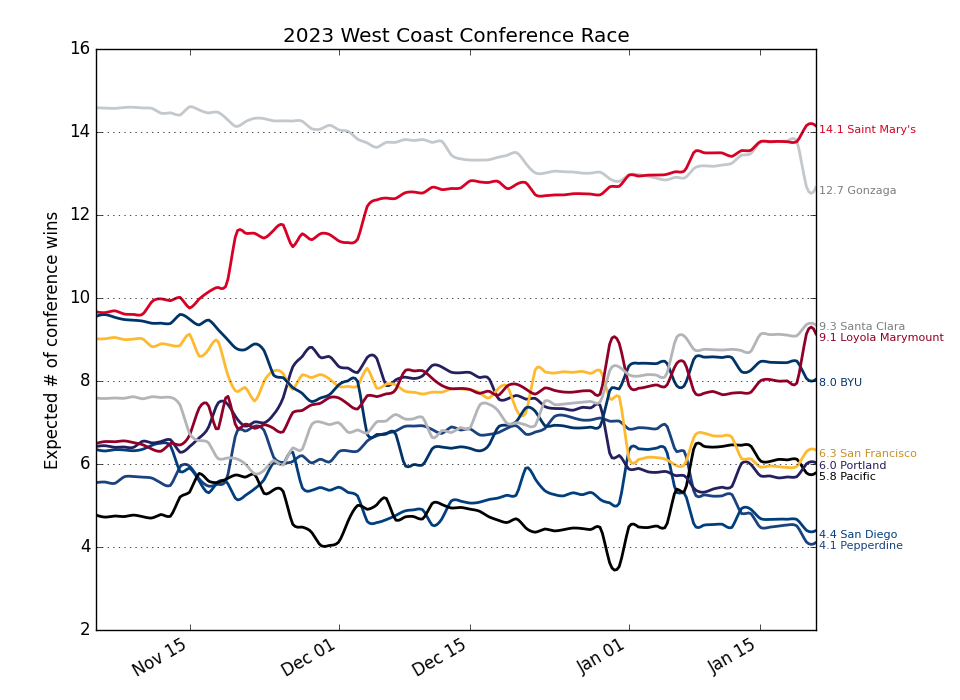 2023 West Coast Conference Race
Expected # of conference wins
16
14
12
10
8
6
4
2
14.1 Saint Mary's
12.7 Gonzaga
9.3 Santa Clara
9.1 Loyola Marymount
8.0 BYU
6.3 San Francisco
6.0 Portland
5.8 Pacific
4.4 San Diego
4.1 Pepperdine
Nov 15
Dec 01
Dec 15
Jan 01
Jan 15